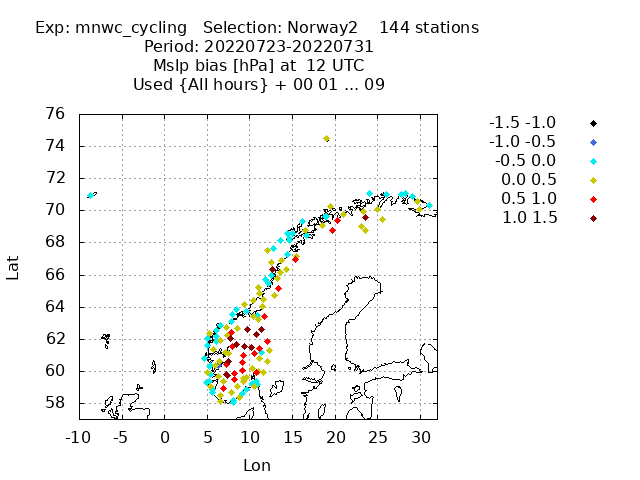 Exp: mnwc_cycling Selection: Norway2 144 stations
Period: 20220723-20220731
Mslp bias [hPa] at 12 UTC
Used {All hours} + 00 01 ... 09
76
74
72
70
68
66
64
62
60
58
-10 -5 0 5 10 15 20 25 30
Lat
Lon
-1.5 -1.0
-1.0 -0.5
-0.5 0.0
0.0 0.5
0.5 1.0
1.0 1.5